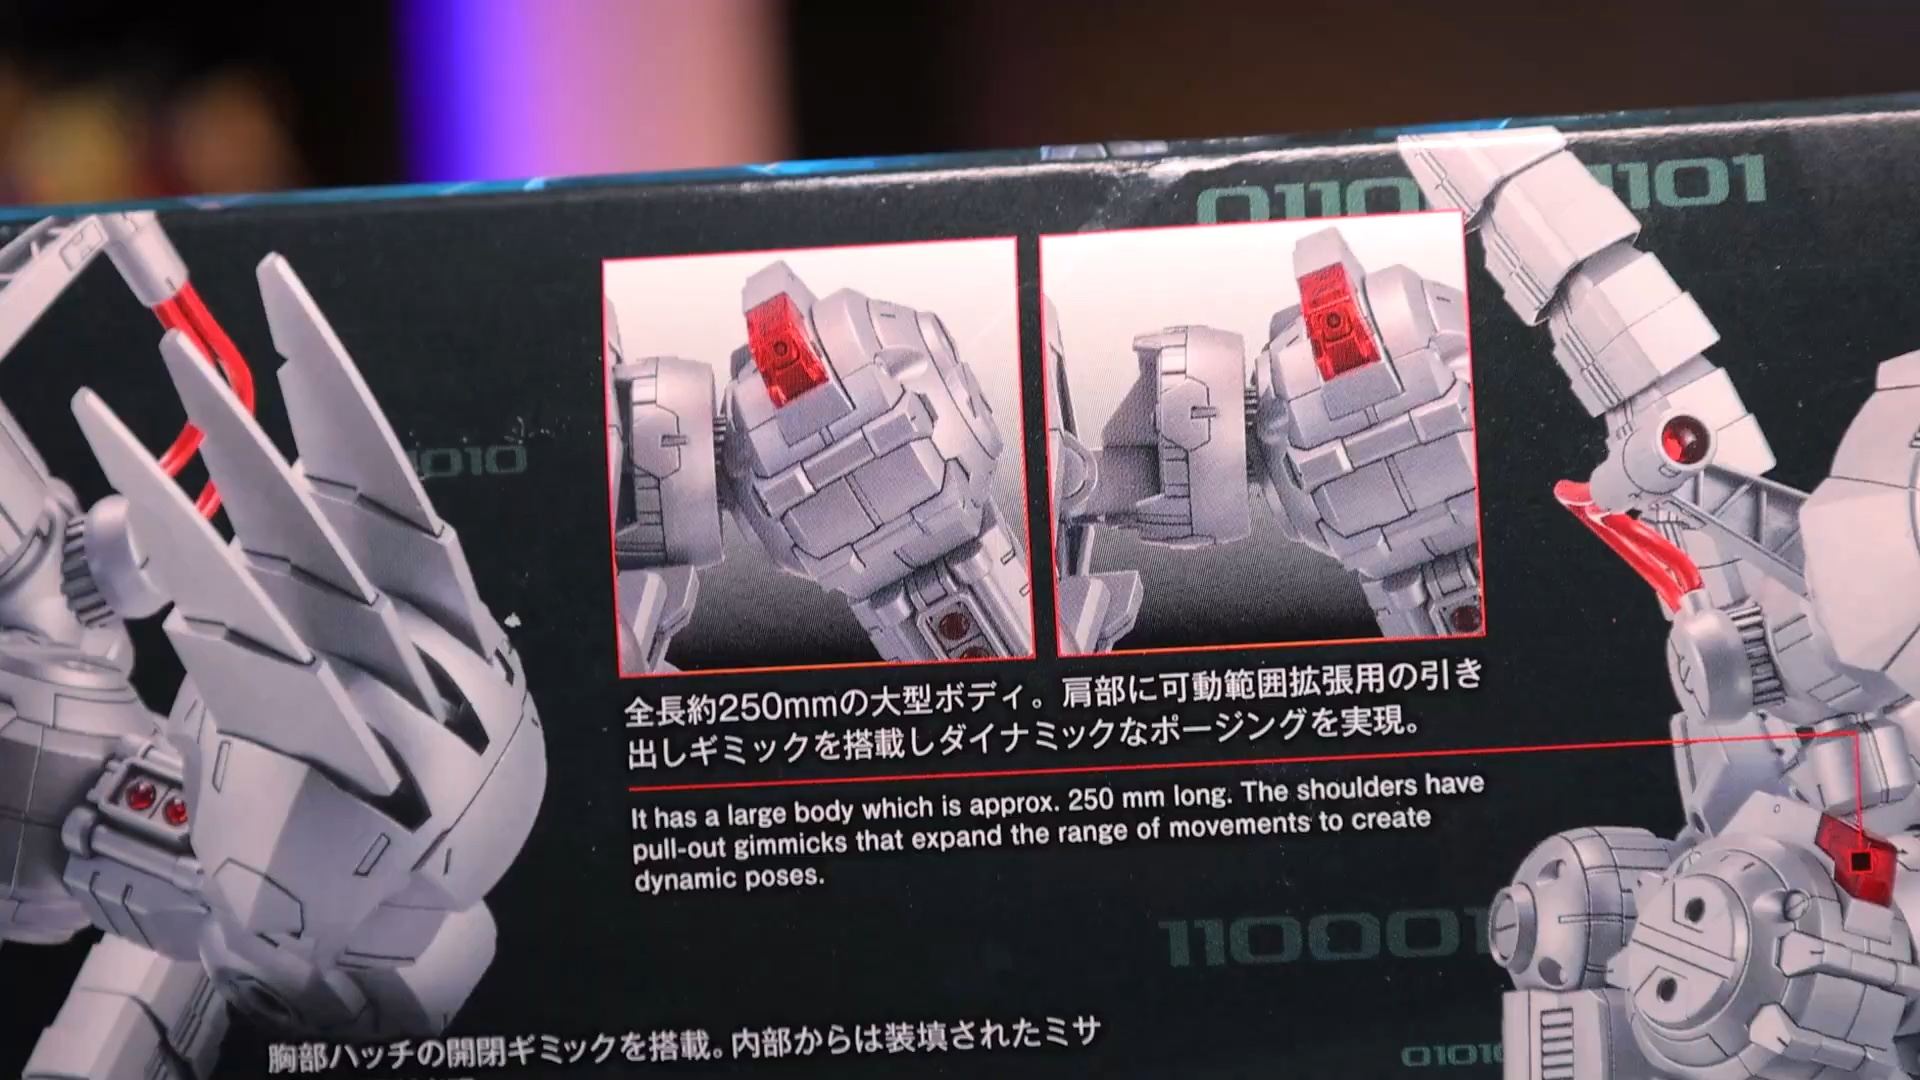 1010
全長約250mmの大型ボディ。肩部に可動範囲拡張用の引き
出しギミックを搭載しダイナミックなポージングを実現。
It has a large body which is approx. 250 mm long. The shoulders have
pull-out gimmicks that expand the range of movements to create
dynamic poses.
110001
胸部ハッチの開閉ギミックを搭載。内部からは装填されたミサ